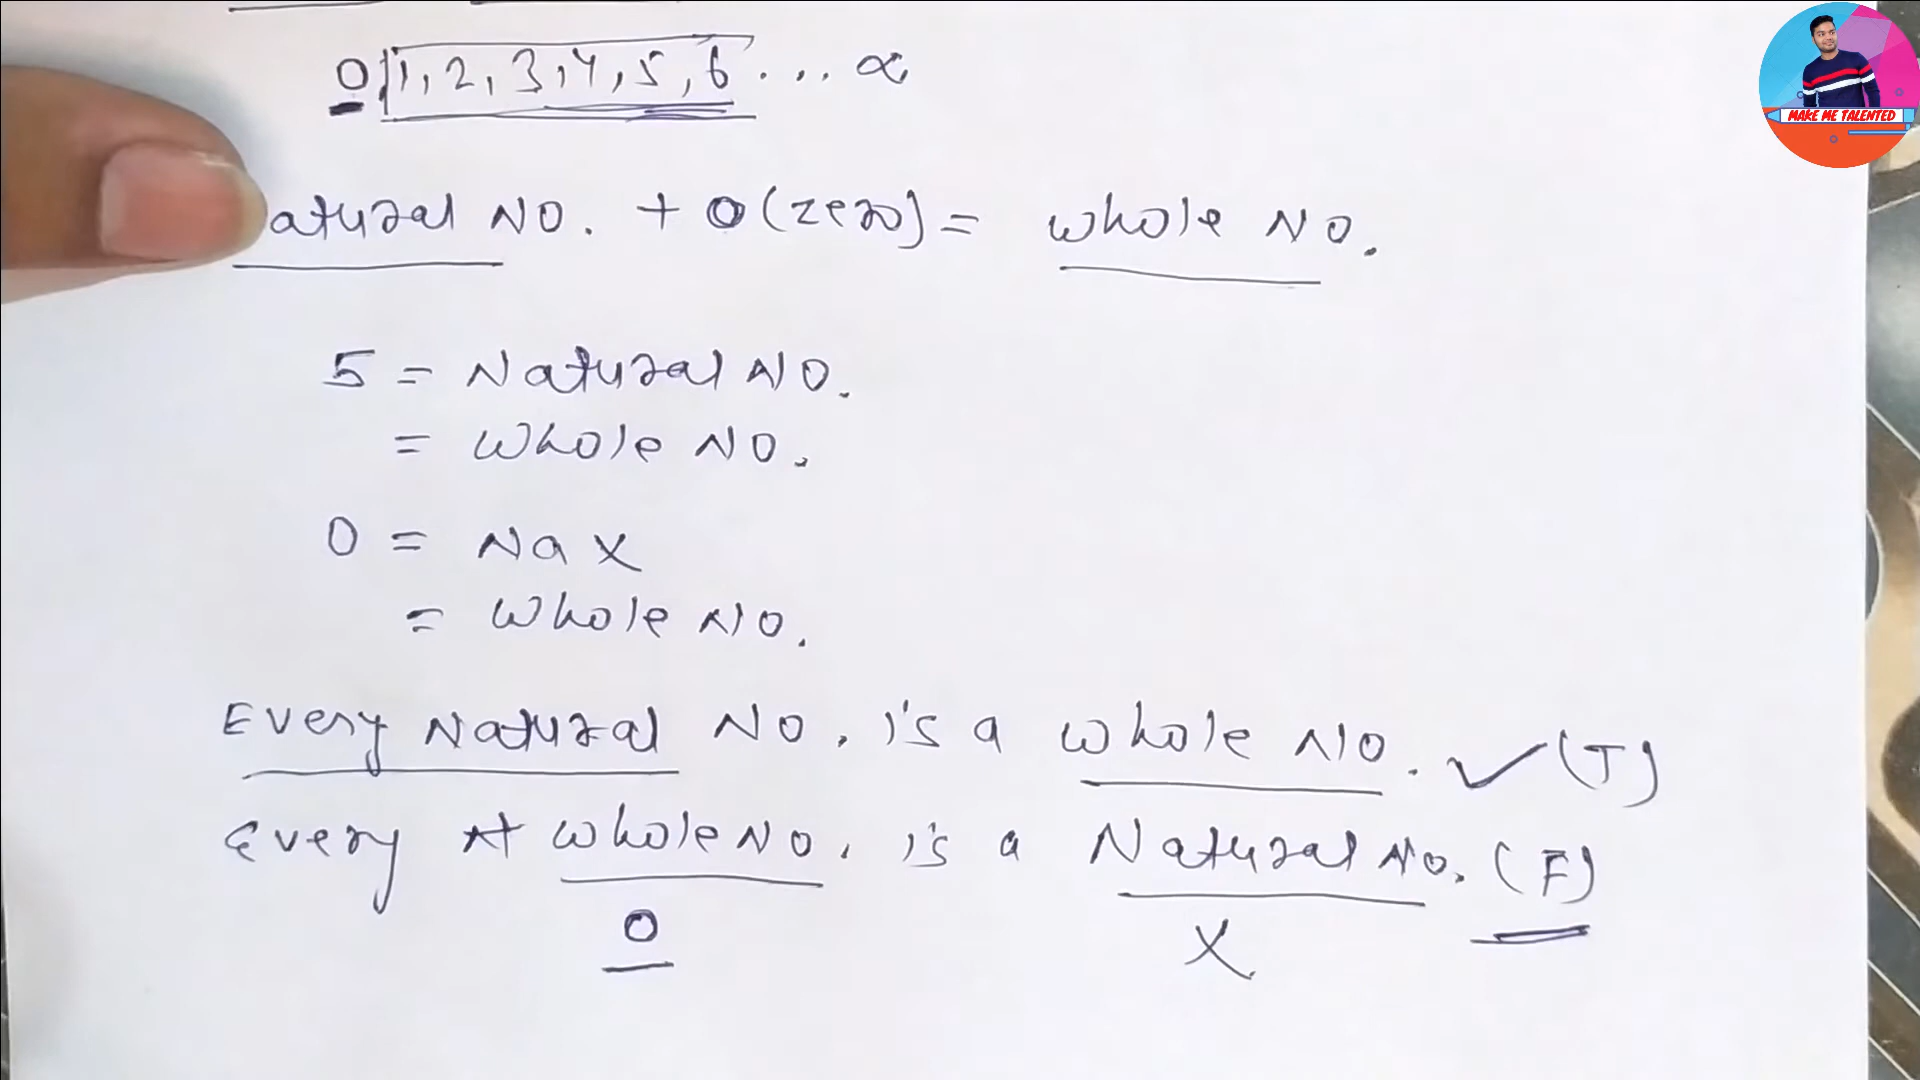 0, 1, 2, 3, 4, 5, 6 . . . ∝
MAKE ME TALENTED
atural NO. + 0 (zero) = whole NO.
5 = Natural NO.
= Whole NO.
0 = Na X
= Whole NO.
Every Natural NO. is a whole NO. ✓ (T)
Every whole NO. is a Natural No. (F)
0 X